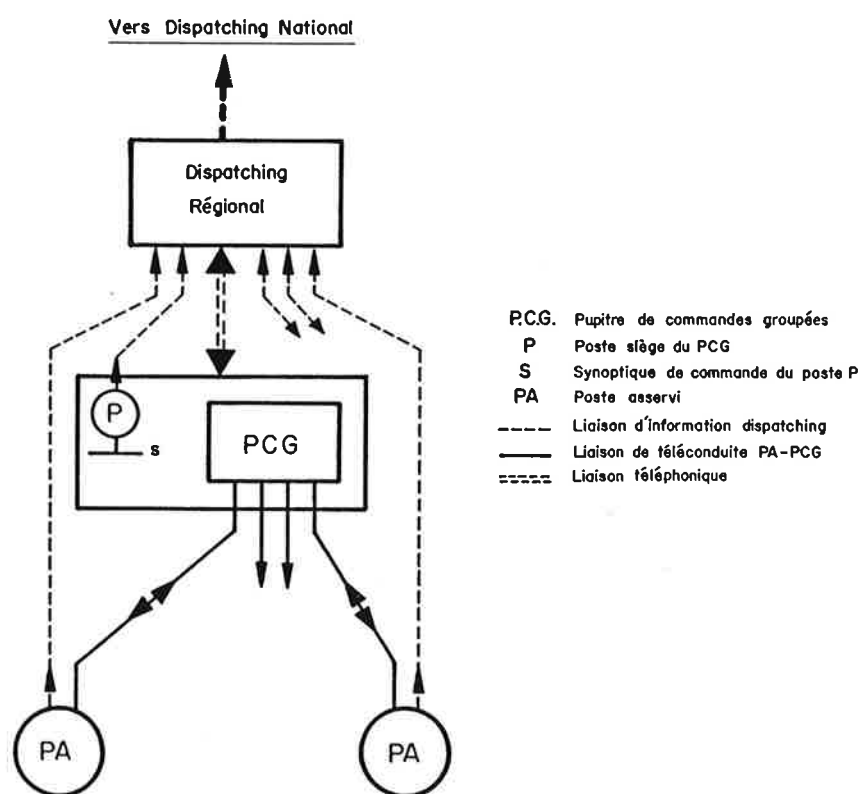 Vers Dispatching National
Dispatching
Régional
P
s
PCG
PA
PA
P.C.G. Pupitre de commandes groupées
P Poste siège du PCG
S Synoptique de commande du poste P
PA Poste asservi
Liaison d'information dispatching
Liaison de téléconduite PA-PCG
Liaison téléphonique